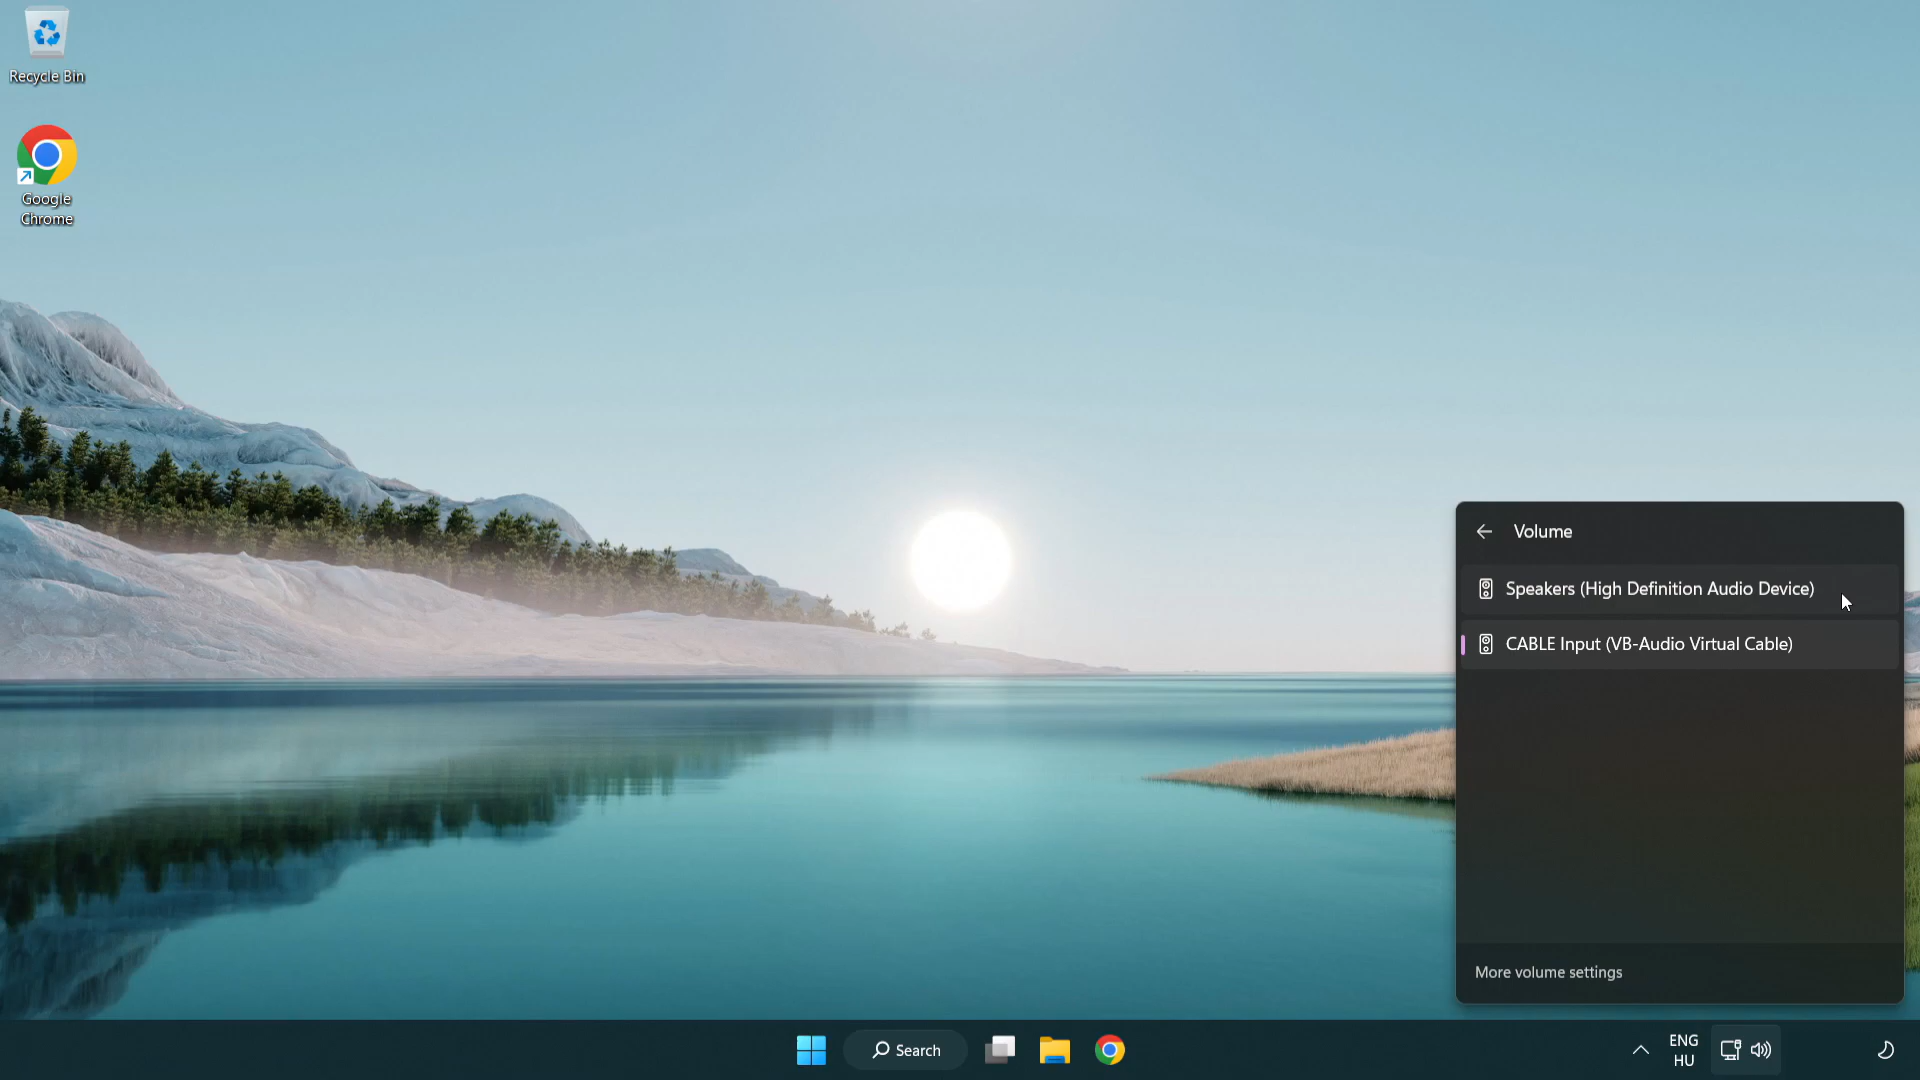 Recycle Bin
Google
Chrome
Volume
Speakers (High Definition Audio Device)
CABLE Input (VB-Audio Virtual Cable)
More volume settings
Search
ENG
HU